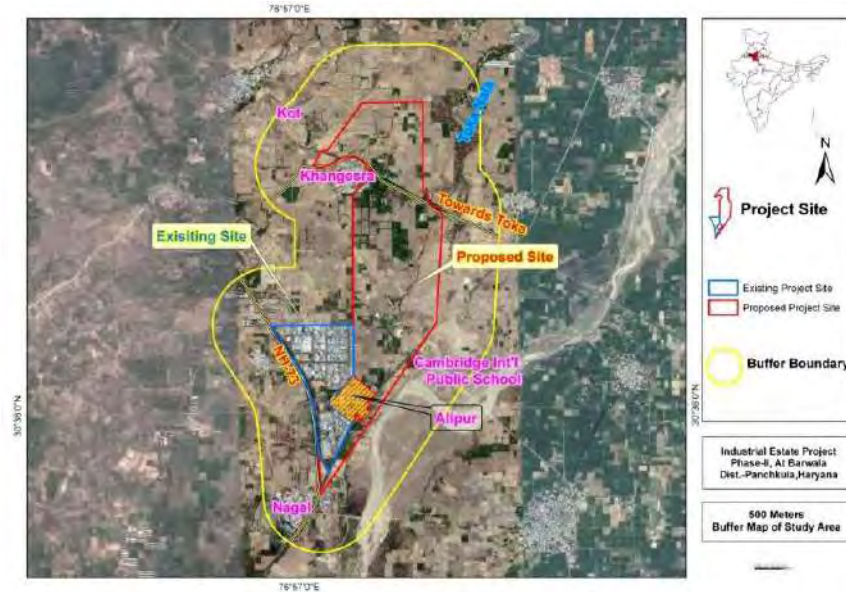 76°57'0"E
Kot
Khangesra
Towards Toka
Exisiting Site
Proposed Site
NH-73
Cambridge Int'l
Public School
Alipur
Nagal
30°36'0"N
30°36'0"N
76°57'0"E
N
Project Site
Existing Project Site
Proposed Project Site
Buffer Boundary
Industrial Estate Project
Phase-II, At Barwala
Dist.-Panchkula,Haryana
500 Meters
Buffer Map of Study Area